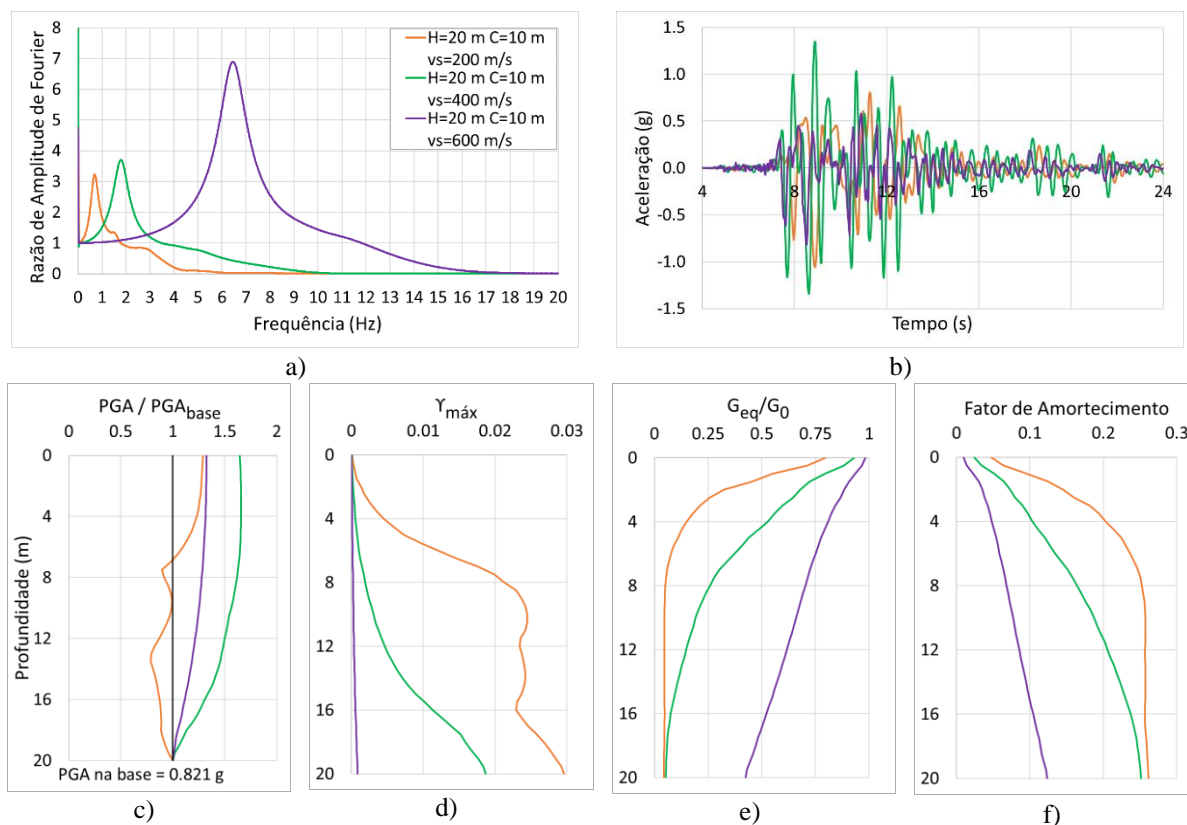 Razão de Amplitude de Fourier
8
7
6
5
4
3
2
1
0
0 1 2 3 4 5 6 7 8 9 10 11 12 13 14 15 16 17 18 19 20
Frequência (Hz)
H=20 m C=10 m
vs=200 m/s
H=20 m C=10 m
vs=400 m/s
H=20 m C=10 m
vs=600 m/s
a)
Aceleração (g)
1.5
1.0
0.5
0.0
-0.5
-1.0
-1.5
4 8 12 16 20 24
Tempo (s)
b)
PGA / PGAbase
0 0.5 1 1.5 2
Profundidade (m)
0
4
8
12
16
20
PGA na base = 0.821 g
c)
ϒmáx
0 0.01 0.02 0.03
0
4
8
12
16
20
d)
Geq/G0
0 0.25 0.5 0.75 1
0
4
8
12
16
20
e)
Fator de Amortecimento
0 0.1 0.2 0.3
0
4
8
12
16
20
f)